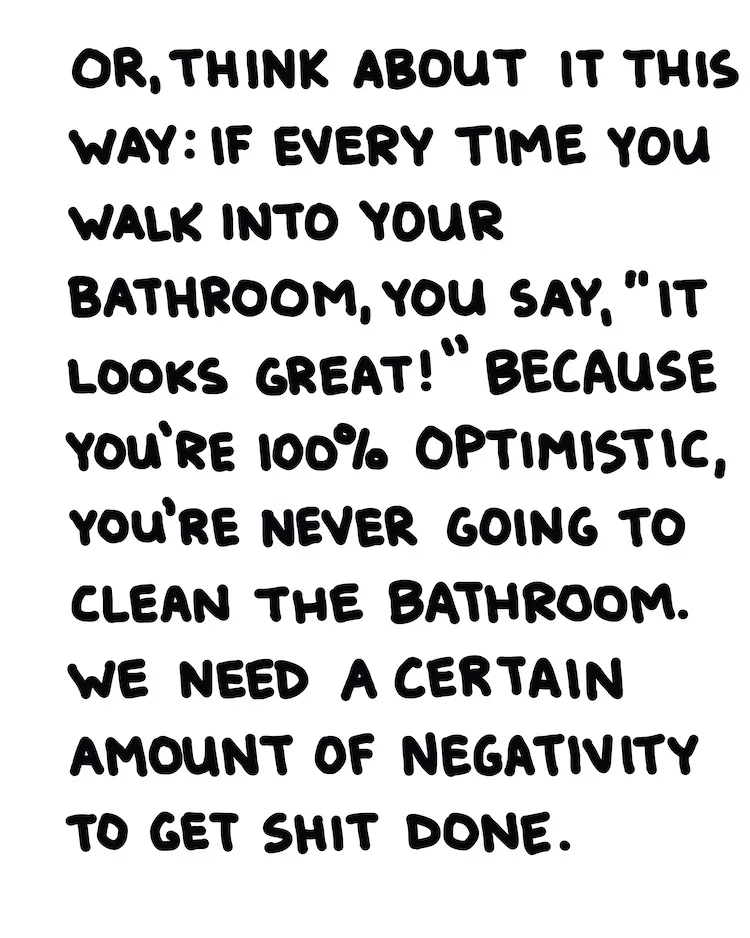 OR, THINK ABOUT IT THIS
WAY: IF EVERY TIME YOU
WALK INTO YOUR
BATHROOM, YOU SAY, "IT
LOOKS GREAT!" BECAUSE
YOU'RE 100% OPTIMISTIC,
YOU'RE NEVER GOING TO
CLEAN THE BATHROOM.
WE NEED A CERTAIN
AMOUNT OF NEGATIVITY
TO GET SHIT DONE.